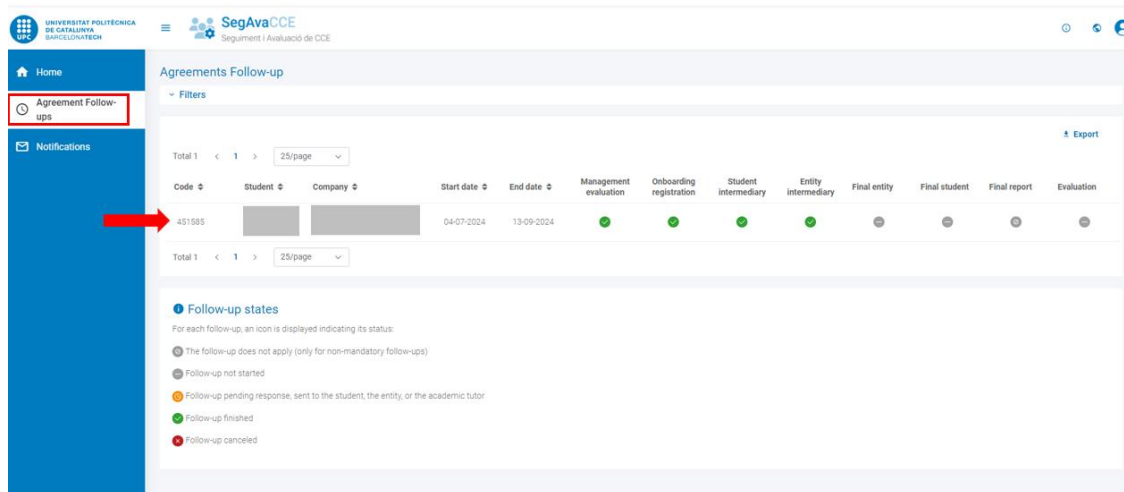 UNIVERSITAT POLITÈCNICA
DE CATALUNYA
BARCELONATECH
UPC
SegAvaCCE
Seguiment i Avaluació de CCE
Home
Agreement Follow-
ups
Notifications
Agreements Follow-up
Filters
Export
Total 1 < 1 > 25/page
Code Student Company Start date End date Management evaluation Onboarding registration Student intermediary Entity intermediary Final entity Final student Final report Evaluation
451585 04-07-2024 13-09-2024
Total 1 < 1 > 25/page
Follow-up states
For each follow-up, an icon is displayed indicating its status:
The follow-up does not apply (only for non-mandatory follow-ups)
Follow-up not started
Follow-up pending response, sent to the student, the entity, or the academic tutor
Follow-up finished
Follow-up canceled